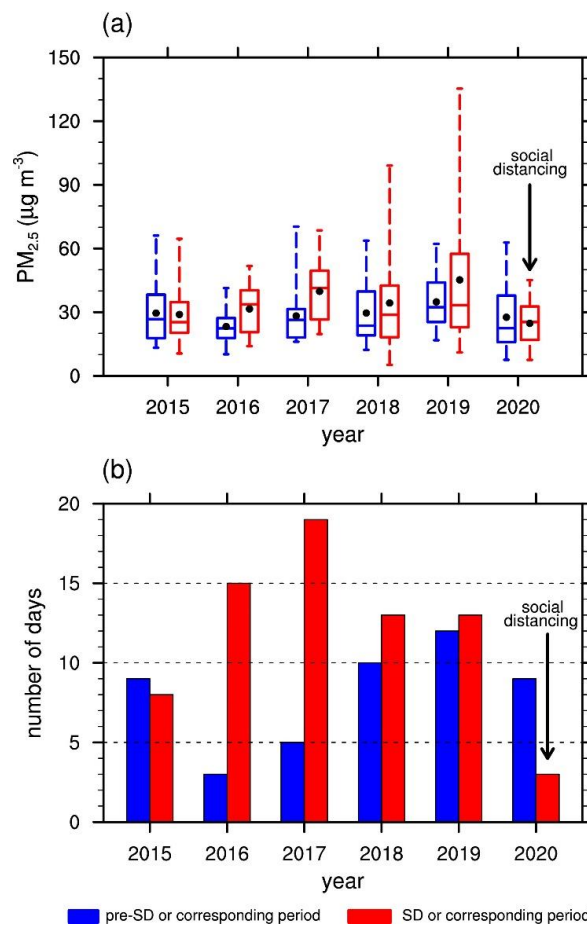 (a)
150
120
90
60
30
0
PM2.5 (µg m⁻³)
social
distancing
2015 2016 2017 2018 2019 2020
year
(b)
20
15
10
5
0
number of days
social
distancing
2015 2016 2017 2018 2019 2020
year
pre-SD or corresponding period SD or corresponding period